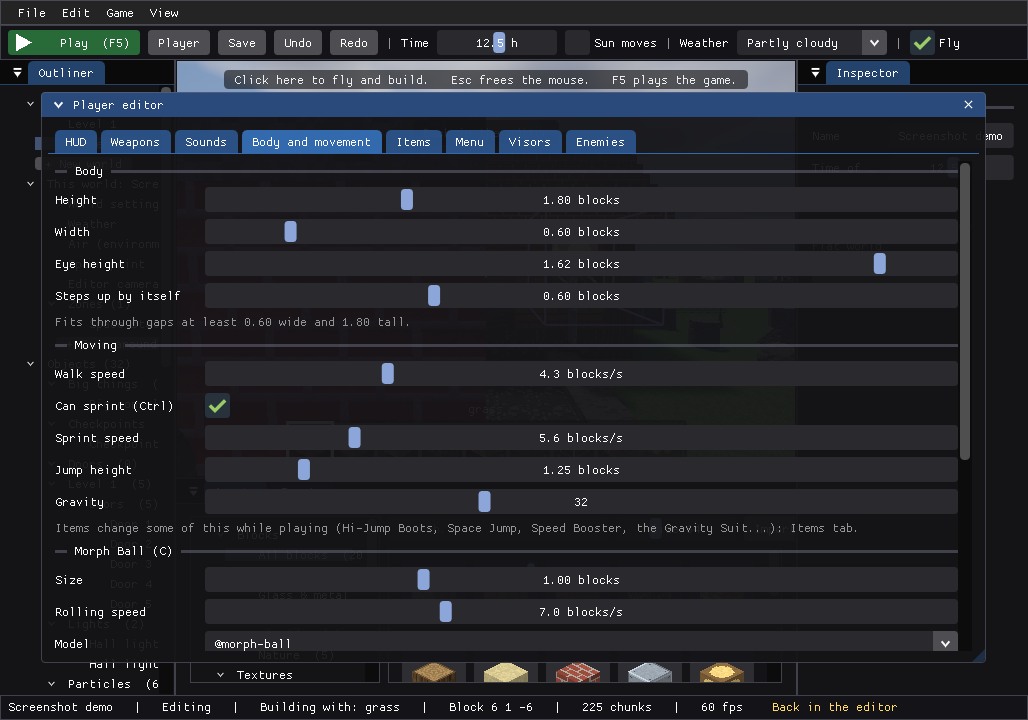 File Edit Game View
Play (F5) Player Save Undo Redo | Time 12.5 h Sun moves | Weather Partly cloudy | Fly
Outliner
Click here to fly and build. Esc frees the mouse. F5 plays the game.
Inspector
Player editor
HUD Weapons Sounds Body and movement Items Menu Visors Enemies
Body
Height 1.80 blocks
Width 0.60 blocks
Eye height 1.62 blocks
Steps up by itself 0.60 blocks
Fits through gaps at least 0.60 wide and 1.80 tall.
Moving
Walk speed 4.3 blocks/s
Can sprint (Ctrl)
Sprint speed 5.6 blocks/s
Jump height 1.25 blocks
Gravity 32
Items change some of this while playing (Hi-Jump Boots, Space Jump, Speed Booster, the Gravity Suit...): Items tab.
Morph Ball (C)
Size 1.00 blocks
Rolling speed 7.0 blocks/s
Model @morph-ball
Name Screenshot demo
Hall light
Hall light
Particles (6
Textures
Screenshot demo | Editing | Building with: grass | Block 6 1 -6 | 225 chunks | 60 fps Back in the editor